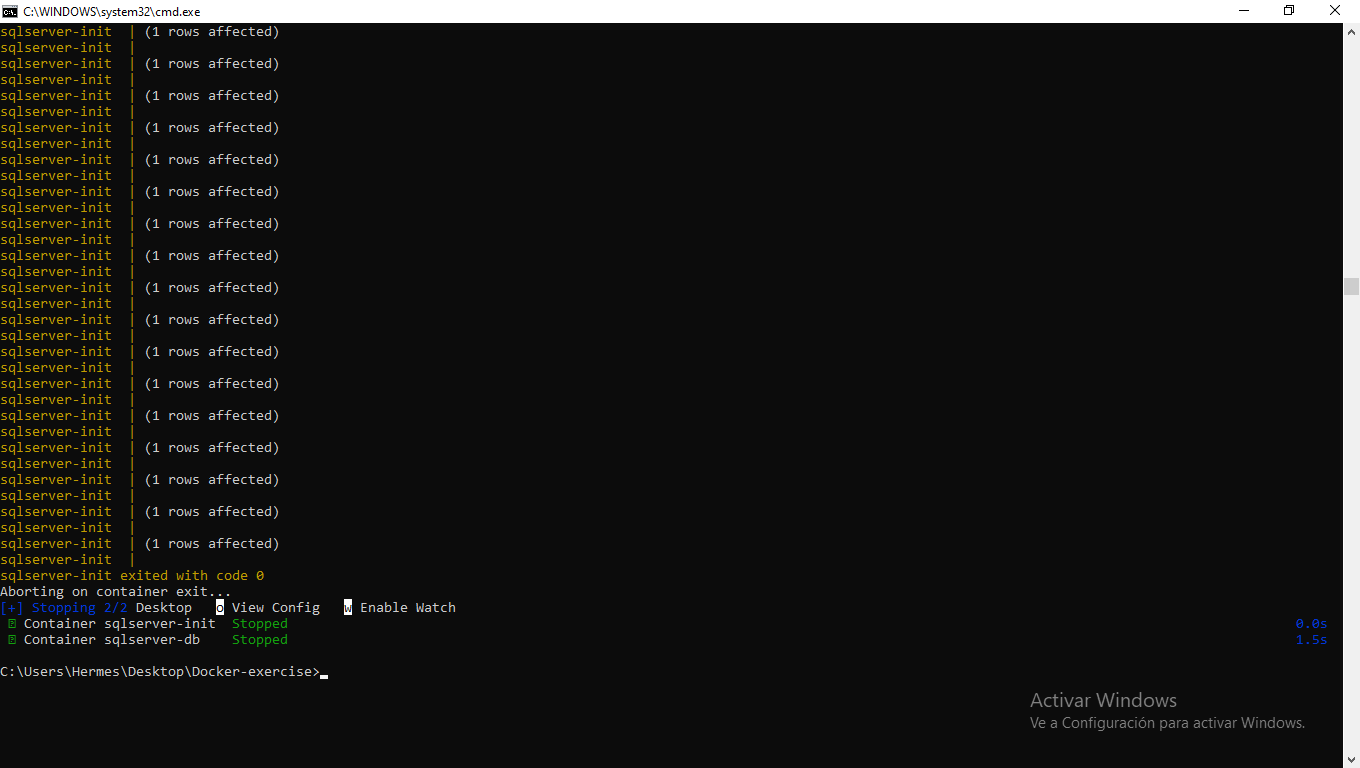 C:\WINDOWS\system32\cmd.exe
sqlserver-init  | (1 rows affected)
sqlserver-init  |
sqlserver-init  | (1 rows affected)
sqlserver-init  |
sqlserver-init  | (1 rows affected)
sqlserver-init  |
sqlserver-init  | (1 rows affected)
sqlserver-init  |
sqlserver-init  | (1 rows affected)
sqlserver-init  |
sqlserver-init  | (1 rows affected)
sqlserver-init  |
sqlserver-init  | (1 rows affected)
sqlserver-init  |
sqlserver-init  | (1 rows affected)
sqlserver-init  |
sqlserver-init  | (1 rows affected)
sqlserver-init  |
sqlserver-init  | (1 rows affected)
sqlserver-init  |
sqlserver-init  | (1 rows affected)
sqlserver-init  |
sqlserver-init  | (1 rows affected)
sqlserver-init  |
sqlserver-init  | (1 rows affected)
sqlserver-init  |
sqlserver-init  | (1 rows affected)
sqlserver-init  |
sqlserver-init  | (1 rows affected)
sqlserver-init  |
sqlserver-init  | (1 rows affected)
sqlserver-init  |
sqlserver-init  | (1 rows affected)
sqlserver-init  |
sqlserver-init exited with code 0
Aborting on container exit...
[+] Stopping 2/2 Desktop   o View Config   w Enable Watch
Container sqlserver-init  Stopped 0.0s
Container sqlserver-db    Stopped 1.5s
C:\Users\Hermes\Desktop\Docker-exercise>
Activar Windows
Ve a Configuración para activar Windows.